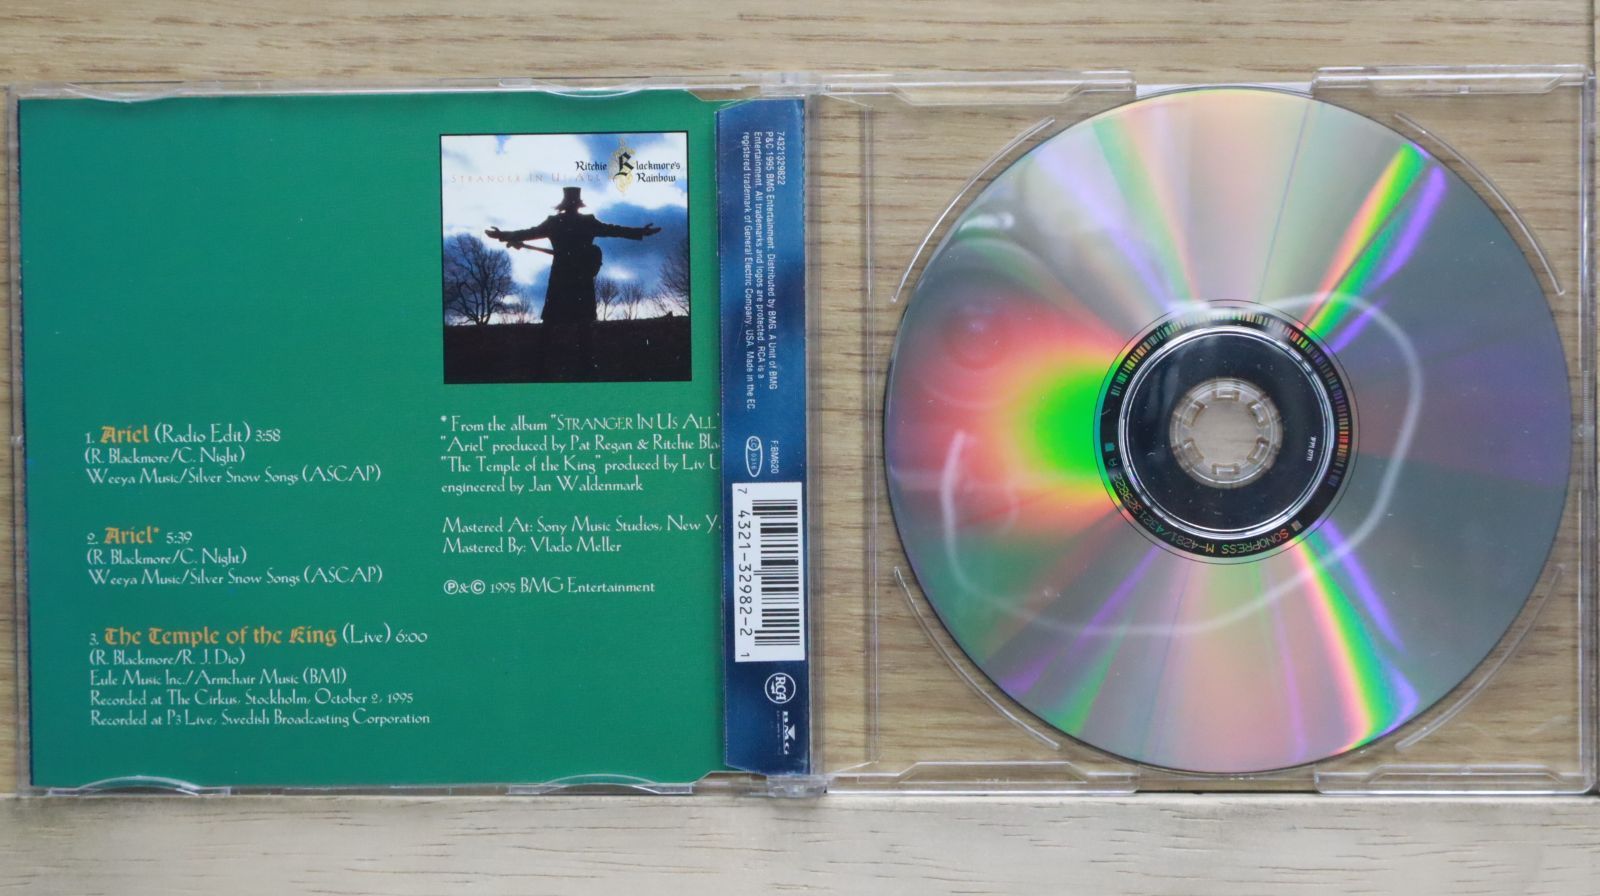 Ritchie Blackmore's
Rainbow
STRANGER IN US ALL
1. Ariel (Radio Edit) 3:58
(R. Blackmore/C. Night)
Weeya Music/Silver Snow Songs (ASCAP)
2. Ariel* 5:39
(R. Blackmore/C. Night)
Weeya Music/Silver Snow Songs (ASCAP)
3. The Temple of the King (Live) 6:00
(R. Blackmore/R. J. Dio)
Eule Music Inc./Armchair Music (BMI)
Recorded at The Cirkus, Stockholm, October 2, 1995
Recorded at P3 Live, Swedish Broadcasting Corporation
* From the album "STRANGER IN US ALL"
"Ariel" produced by Pat Regan & Ritchie Bla
"The Temple of the King" produced by Liv
engineered by Jan Waldenmark
Mastered At: Sony Music Studios, New Y
Mastered By: Vlado Meller
℗&© 1995 BMG Entertainment
74321329822
P&C 1995 BMG Entertainment. Distributed by BMG. A Unit of BMG
Entertainment. All trademarks and logos are protected. RCA is a
registered trademark of General Electric Company, USA. Made in the EC.
LC 0316
F:BM620
7 4321-32982-2 1
RCA
BMG
SONOPRESS M-4281/74321329822 A
IFPI 0711